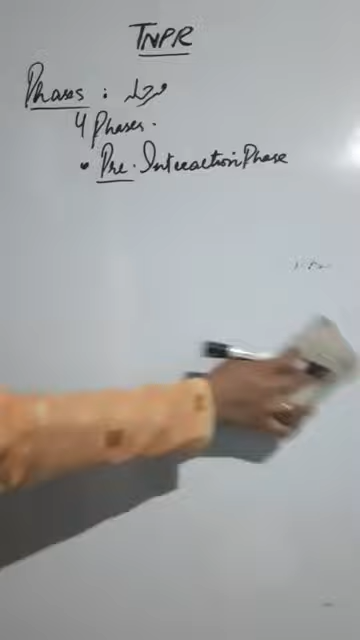 TNPR
Phases : مرحلہ
4 Phases.
• Pre. Interaction Phase